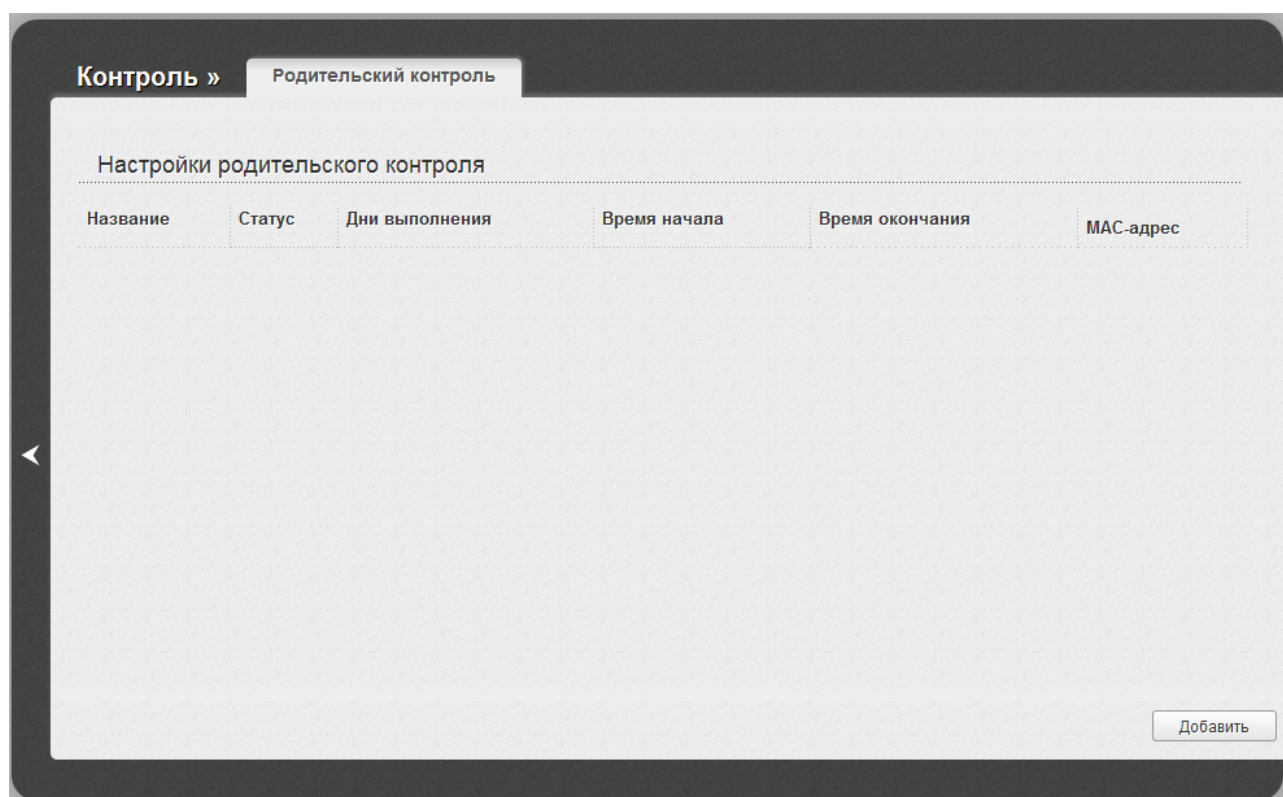 Контроль » Родительский контроль
Настройки родительского контроля
Название Статус Дни выполнения Время начала Время окончания MAC-адрес
Добавить